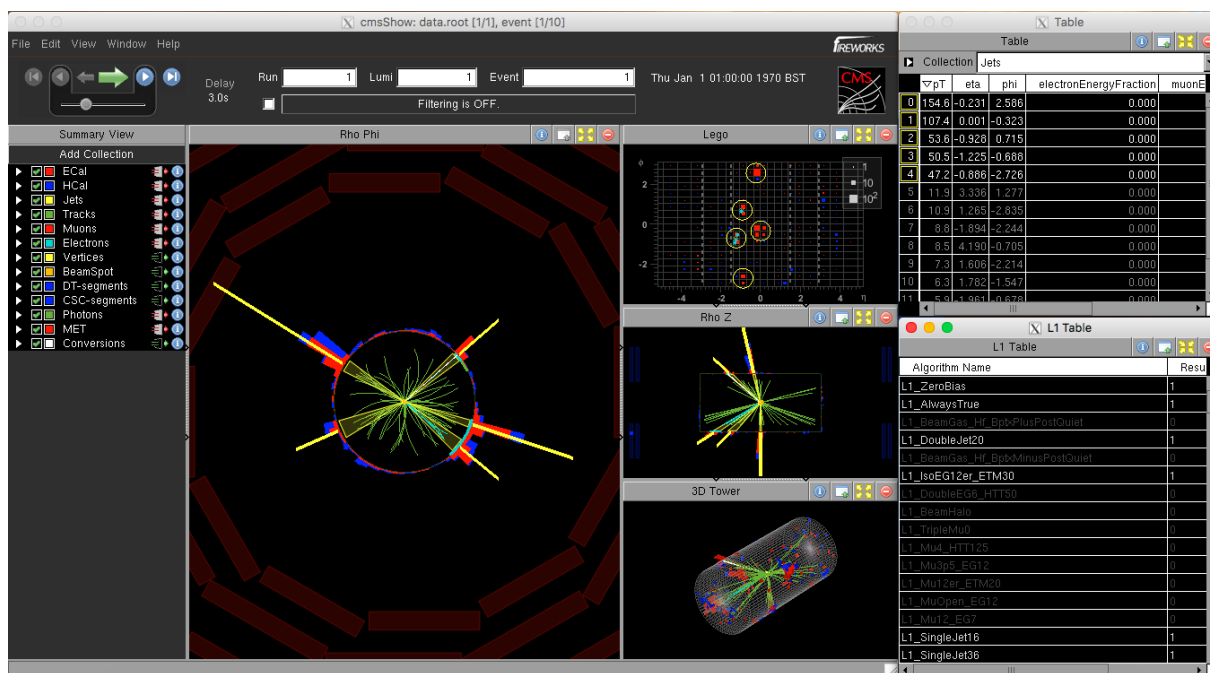 cmsShow: data.root [1/1], event [1/10]
File Edit View Window Help
FIREWORKS
Delay
3.0s
Run 1 Lumi 1 Event 1 Thu Jan 1 01:00:00 1970 BST
Filtering is OFF.
CMS
Summary View
Add Collection
ECal
HCal
Jets
Tracks
Muons
Electrons
Vertices
BeamSpot
DT-segments
CSC-segments
Photons
MET
Conversions
Rho Phi
Lego
φ
2
0
-2
-4 -2 0 2 4 η
1
10
10²
Rho Z
3D Tower
Table
Table
Collection Jets
pT eta phi electronEnergyFraction muonE
0 154.6 -0.231 2.586 0.000
1 107.4 0.001 -0.323 0.000
2 53.6 -0.928 0.715 0.000
3 50.5 -1.225 -0.688 0.000
4 47.2 -0.886 -2.726 0.000
5 11.9 3.336 1.277 0.000
6 10.9 1.265 -2.835 0.000
7 8.8 -1.894 -2.244 0.000
8 8.5 4.190 -0.705 0.000
9 7.3 1.606 -2.214 0.000
10 6.3 1.782 -1.547 0.000
11 5.9 -1.961 -0.676 0.000
L1 Table
L1 Table
Algorithm Name Resu
L1_ZeroBias 1
L1_AlwaysTrue 1
L1_BeamGas_Hf_BptxPlusPostQuiet 0
L1_DoubleJet20 1
L1_BeamGas_Hf_BptxMinusPostQuiet 0
L1_IsoEG12er_ETM30 1
L1_DoubleEG6_HTT50 0
L1_BeamHalo 0
L1_TripleMu0 0
L1_Mu4_HTT125 0
L1_Mu3p5_EG12 0
L1_Mu12er_ETM20 0
L1_MuOpen_EG12 0
L1_Mu12_EG7 0
L1_SingleJet16 1
L1_SingleJet36 1